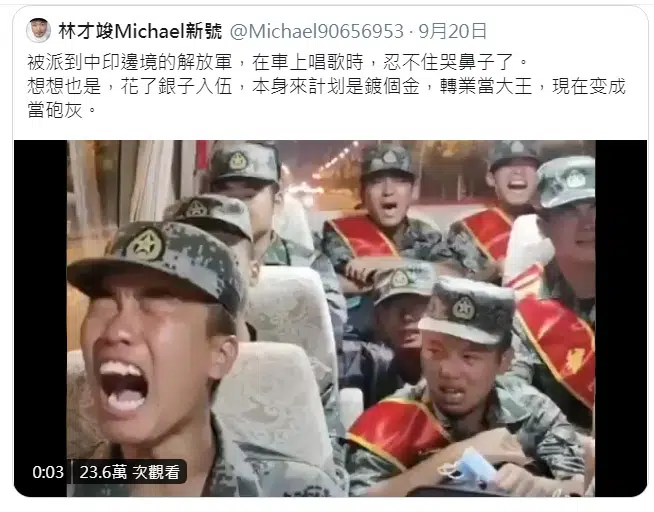 林才竣Michael新號 @Michael90656953 · 9月20日
被派到中印邊境的解放軍，在車上唱歌時，忍不住哭鼻子了。
想想也是，花了銀子入伍，本身來計划是鍍個金，轉業當大王，現在变成
當砲灰。
0:03 23.6萬 次觀看